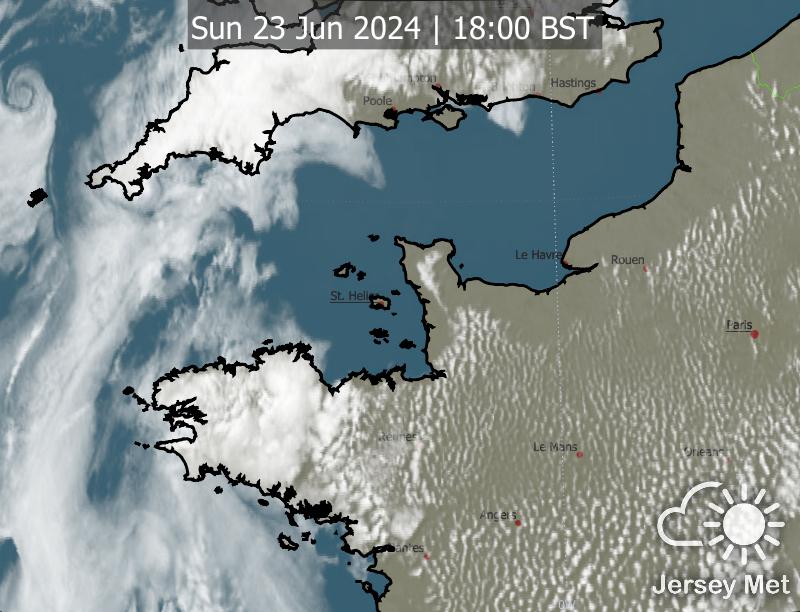 Sun 23 Jun 2024 | 18:00 BST
Hastings
Poole
Le Havre
Rouen
St. Helier
Paris
Rennes
Le Mans
Orleans
Angers
Nantes
Jersey Met